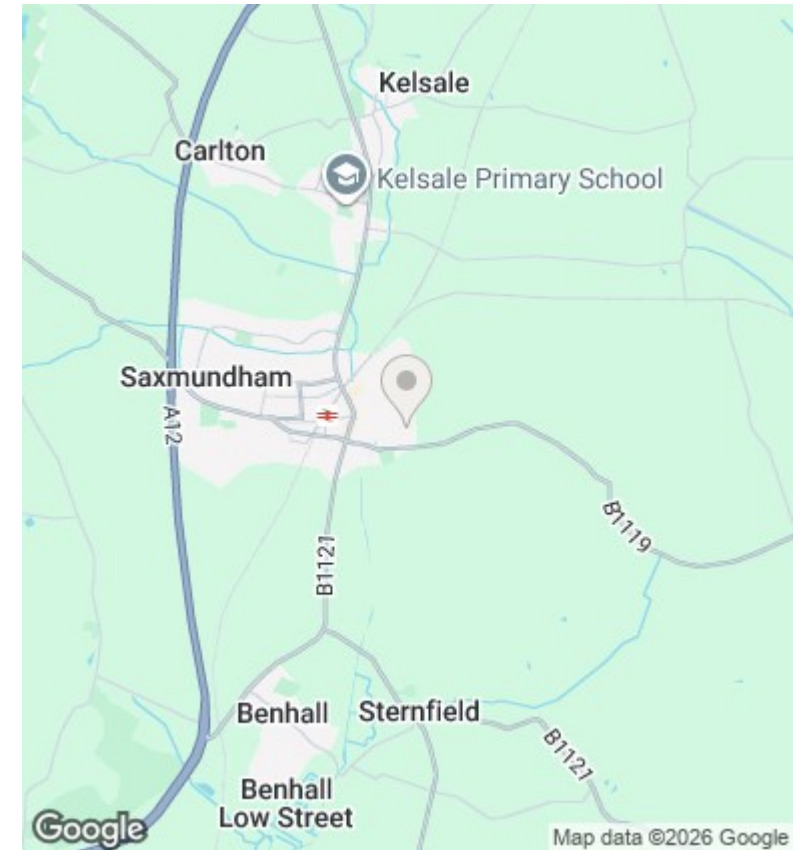 Kelsale
Carlton
Kelsale Primary School
Saxmundham
A12
B1119
B1121
Benhall
Sternfield
B1121
Benhall
Low Street
Google
Map data ©2026 Google